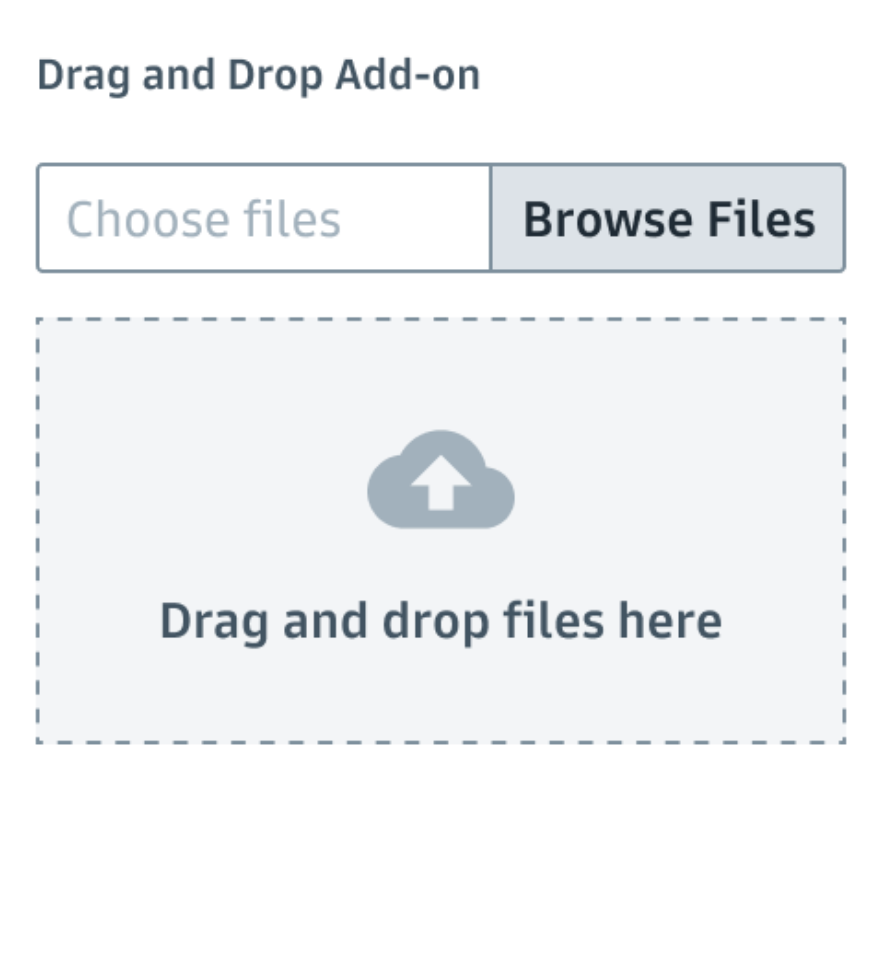 Drag and Drop Add-on
Choose files
Browse Files
Drag and drop files here